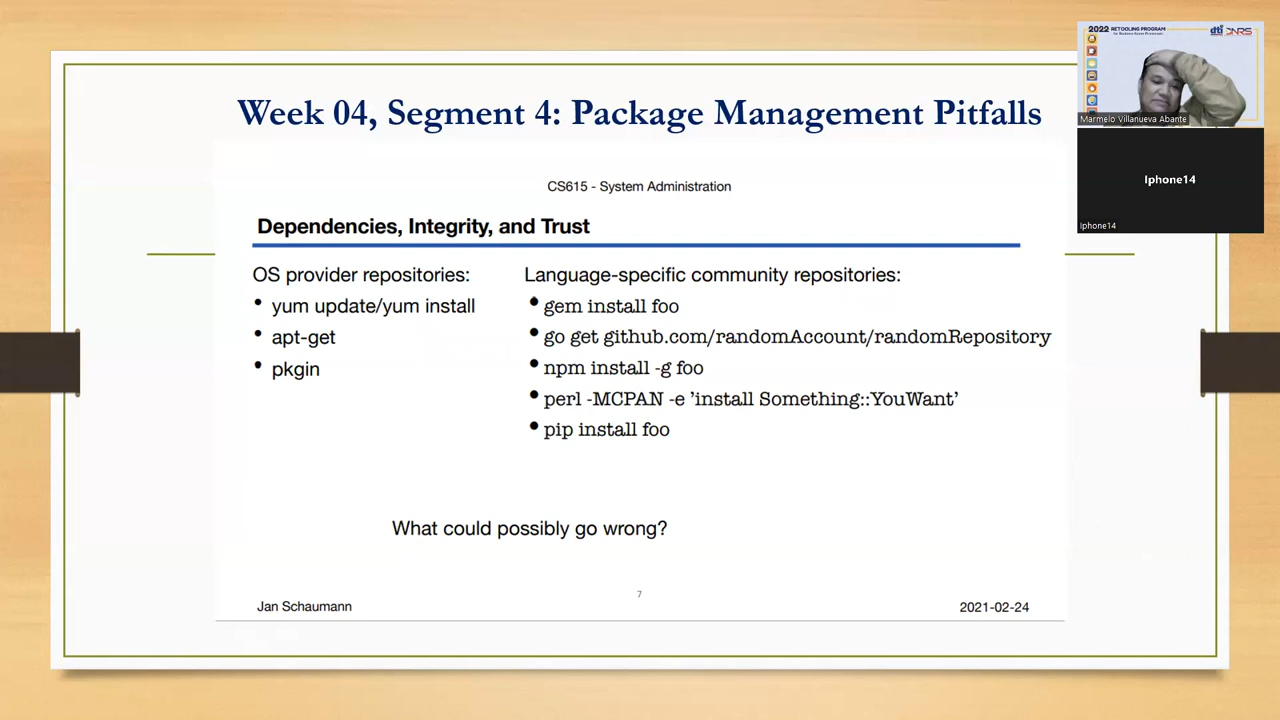 Week 04, Segment 4: Package Management Pitfalls
CS615 - System Administration
Dependencies, Integrity, and Trust
OS provider repositories:
• yum update/yum install
• apt-get
• pkgin
Language-specific community repositories:
• gem install foo
• go get github.com/randomAccount/randomRepository
• npm install -g foo
• perl -MCPAN -e ’install Something::YouWant’
• pip install foo
What could possibly go wrong?
Jan Schaumann
7
2021-02-24
2022 RETOOLING PROGRAM
dti
Marmelo Villanueva Abante
Iphone14
Iphone14